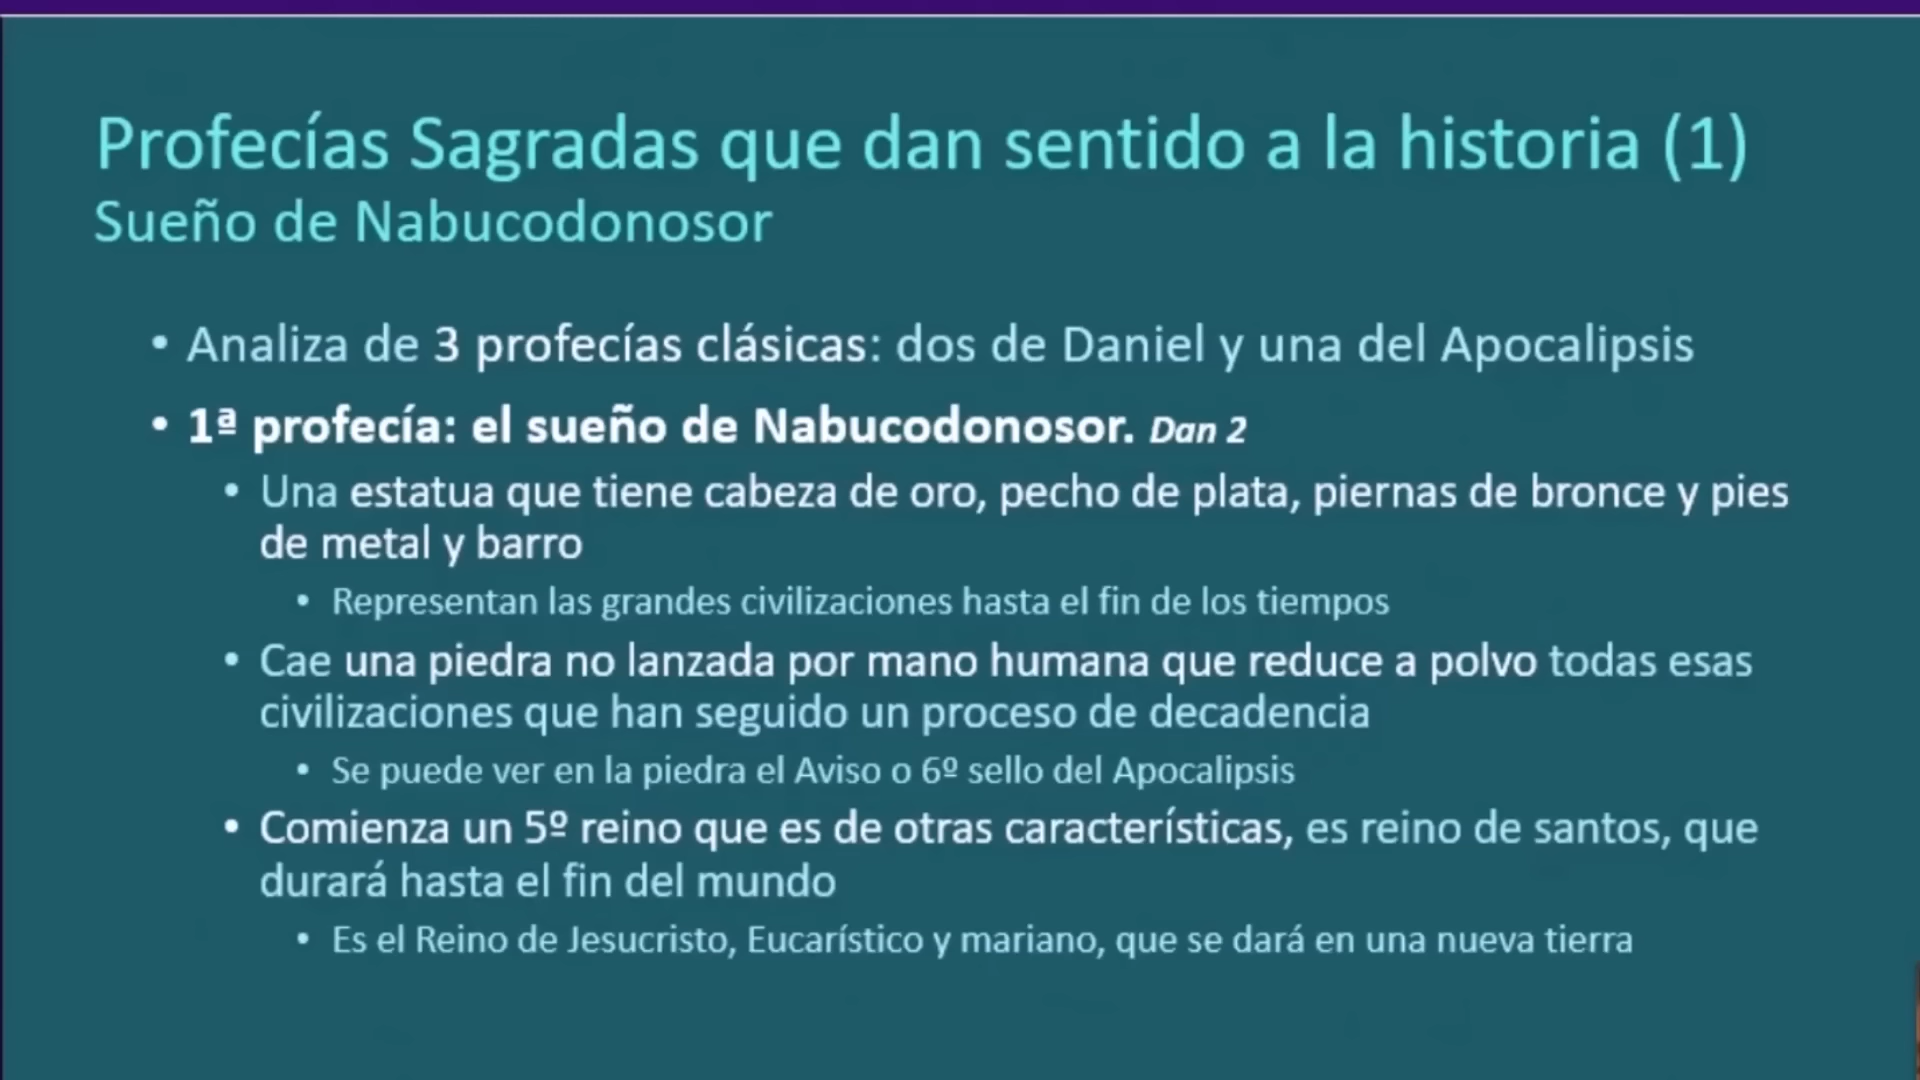 Profecías Sagradas que dan sentido a la historia (1)
Sueño de Nabucodonosor
• Analiza de 3 profecías clásicas: dos de Daniel y una del Apocalipsis
• 1ª profecía: el sueño de Nabucodonosor. Dan 2
• Una estatua que tiene cabeza de oro, pecho de plata, piernas de bronce y pies
de metal y barro
• Representan las grandes civilizaciones hasta el fin de los tiempos
• Cae una piedra no lanzada por mano humana que reduce a polvo todas esas
civilizaciones que han seguido un proceso de decadencia
• Se puede ver en la piedra el Aviso o 6º sello del Apocalipsis
• Comienza un 5º reino que es de otras características, es reino de santos, que
durará hasta el fin del mundo
• Es el Reino de Jesucristo, Eucarístico y mariano, que se dará en una nueva tierra